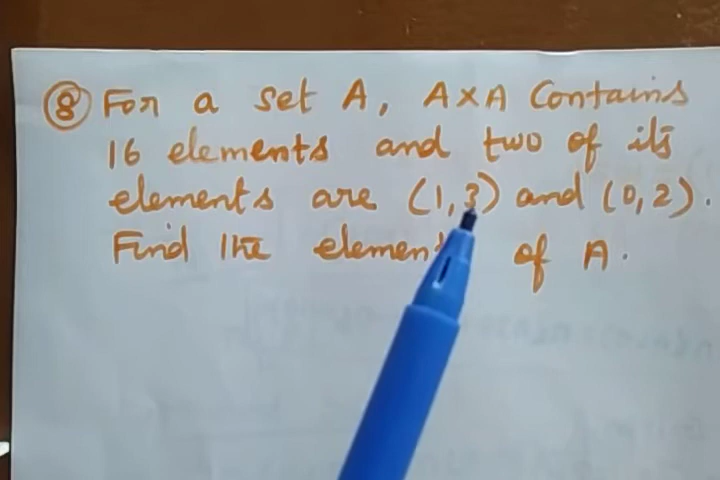 ⑧ For a set A, A×A Contains
16 elements and two of its
elements are (1,3) and (0,2).
Find the element of A.